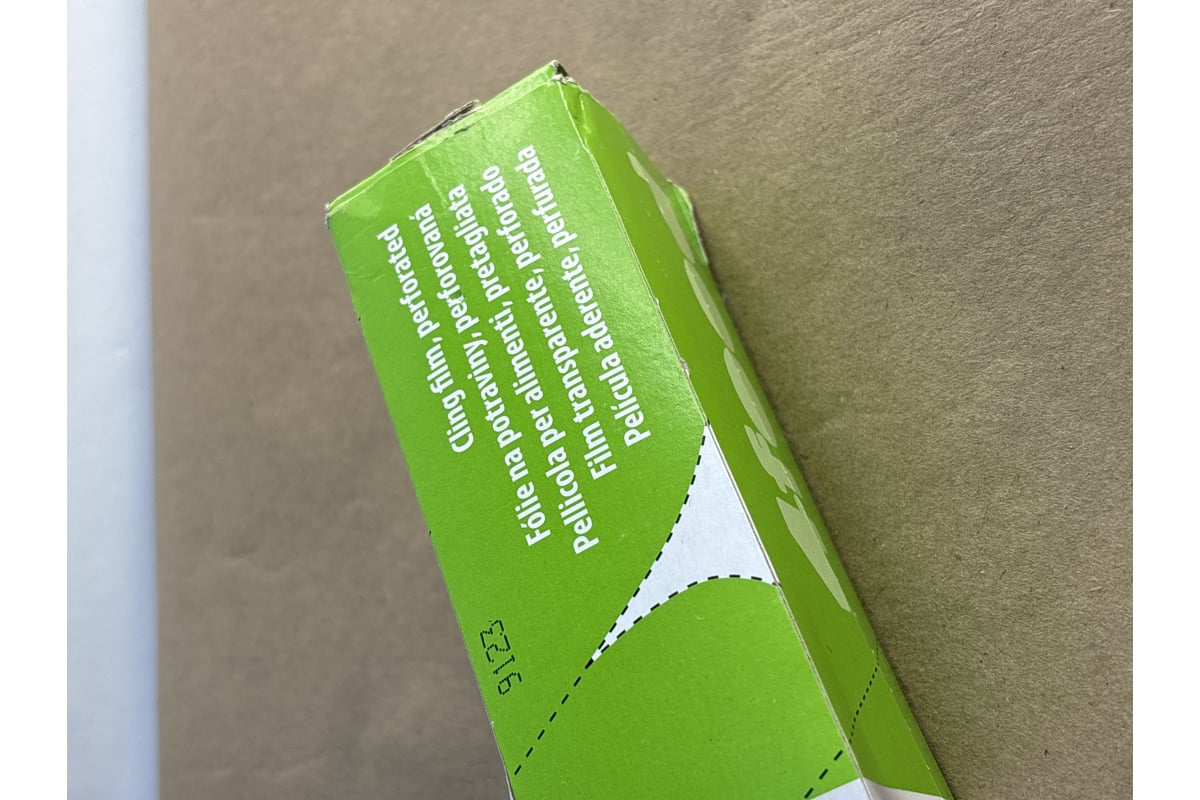 Cling film, perforated
Fólie na potraviny, perforovaná
Pellicola per alimenti, pretagliata
Film transparente, perforado
Película aderente, perfurada
9123